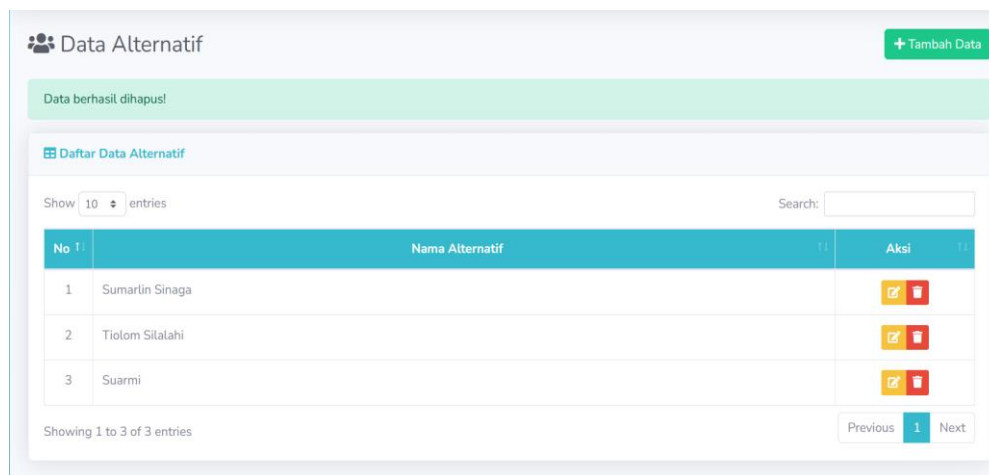 Data Alternatif
+ Tambah Data
Data berhasil dihapus!
Daftar Data Alternatif
Show 10 entries Search:
No Nama Alternatif Aksi
1 Sumarlin Sinaga
2 Tiolom Silalahi
3 Suarmi
Showing 1 to 3 of 3 entries Previous 1 Next